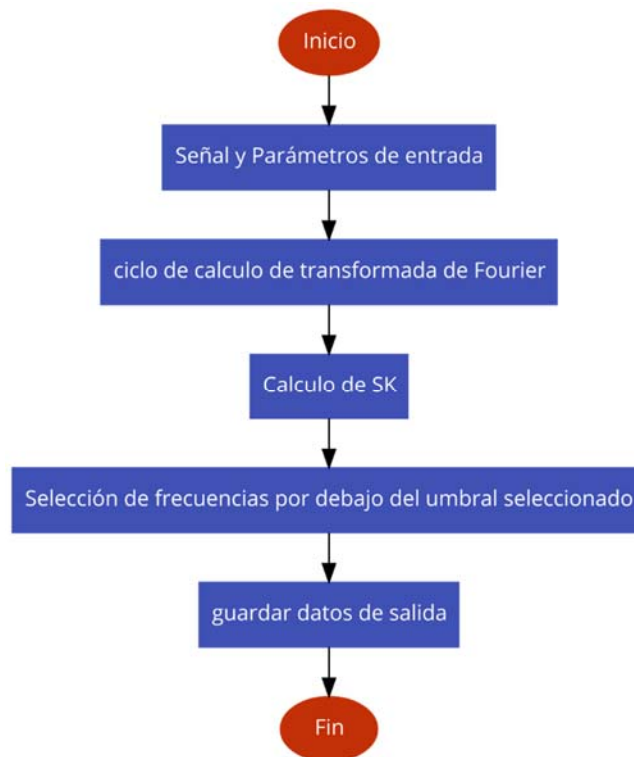 Inicio
Señal y Parámetros de entrada
ciclo de calculo de transformada de Fourier
Calculo de SK
Selección de frecuencias por debajo del umbral seleccionado
guardar datos de salida
Fin